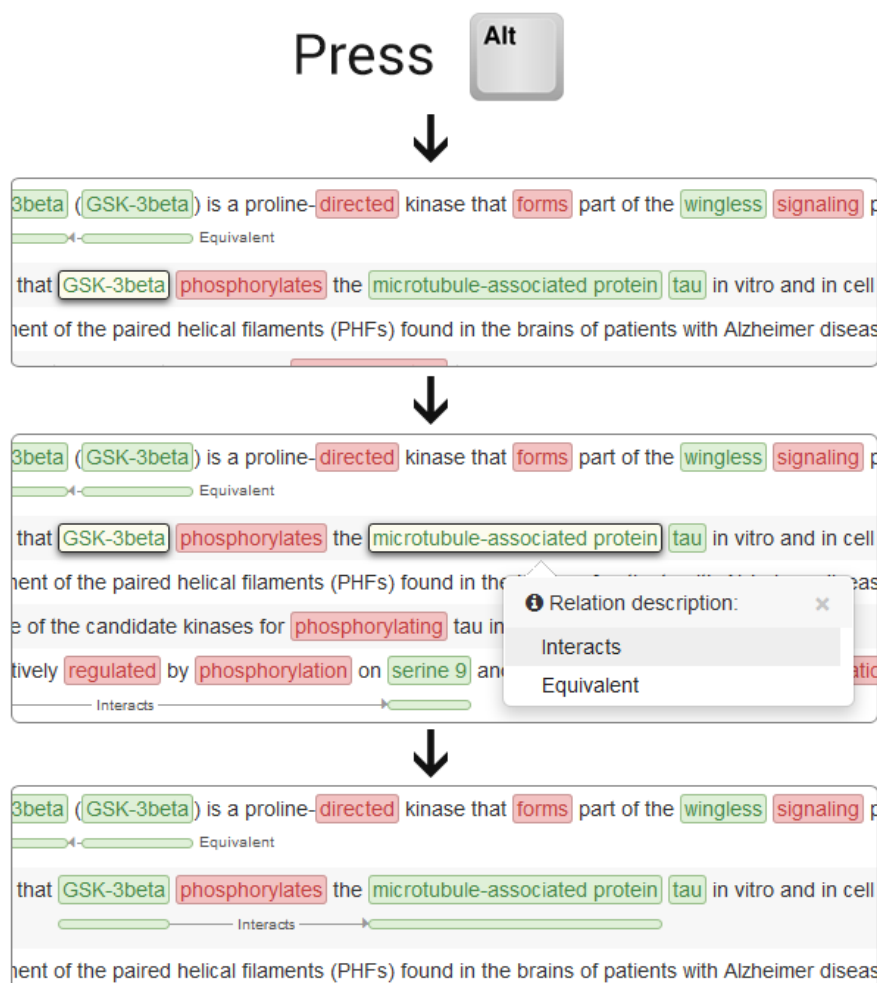 Press Alt
3beta (GSK-3beta) is a proline-directed kinase that forms part of the wingless signaling p
Equivalent
that GSK-3beta phosphorylates the microtubule-associated protein tau in vitro and in cell
ent of the paired helical filaments (PHFs) found in the brains of patients with Alzheimer diseas
3beta (GSK-3beta) is a proline-directed kinase that forms part of the wingless signaling p
Equivalent
that GSK-3beta phosphorylates the microtubule-associated protein tau in vitro and in cell
ent of the paired helical filaments (PHFs) found in the
Relation description: ×
e of the candidate kinases for phosphorylating tau in
Interacts
tively regulated by phosphorylation on serine 9 and
Equivalent
Interacts
3beta (GSK-3beta) is a proline-directed kinase that forms part of the wingless signaling p
Equivalent
that GSK-3beta phosphorylates the microtubule-associated protein tau in vitro and in cell
Interacts
ent of the paired helical filaments (PHFs) found in the brains of patients with Alzheimer diseas